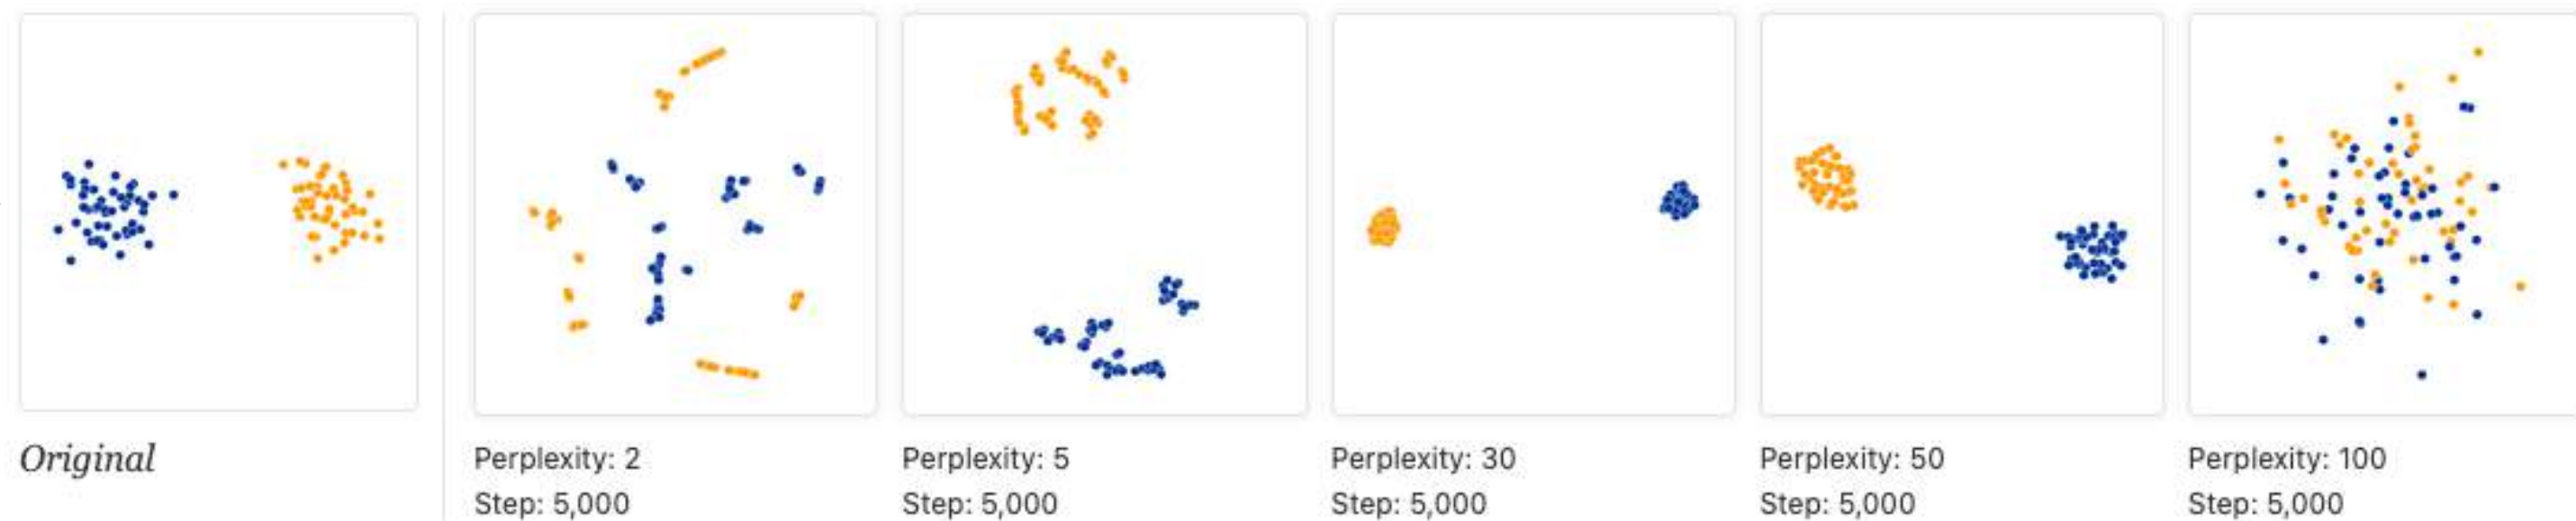 Original
Perplexity: 2
Step: 5,000
Perplexity: 5
Step: 5,000
Perplexity: 30
Step: 5,000
Perplexity: 50
Step: 5,000
Perplexity: 100
Step: 5,000